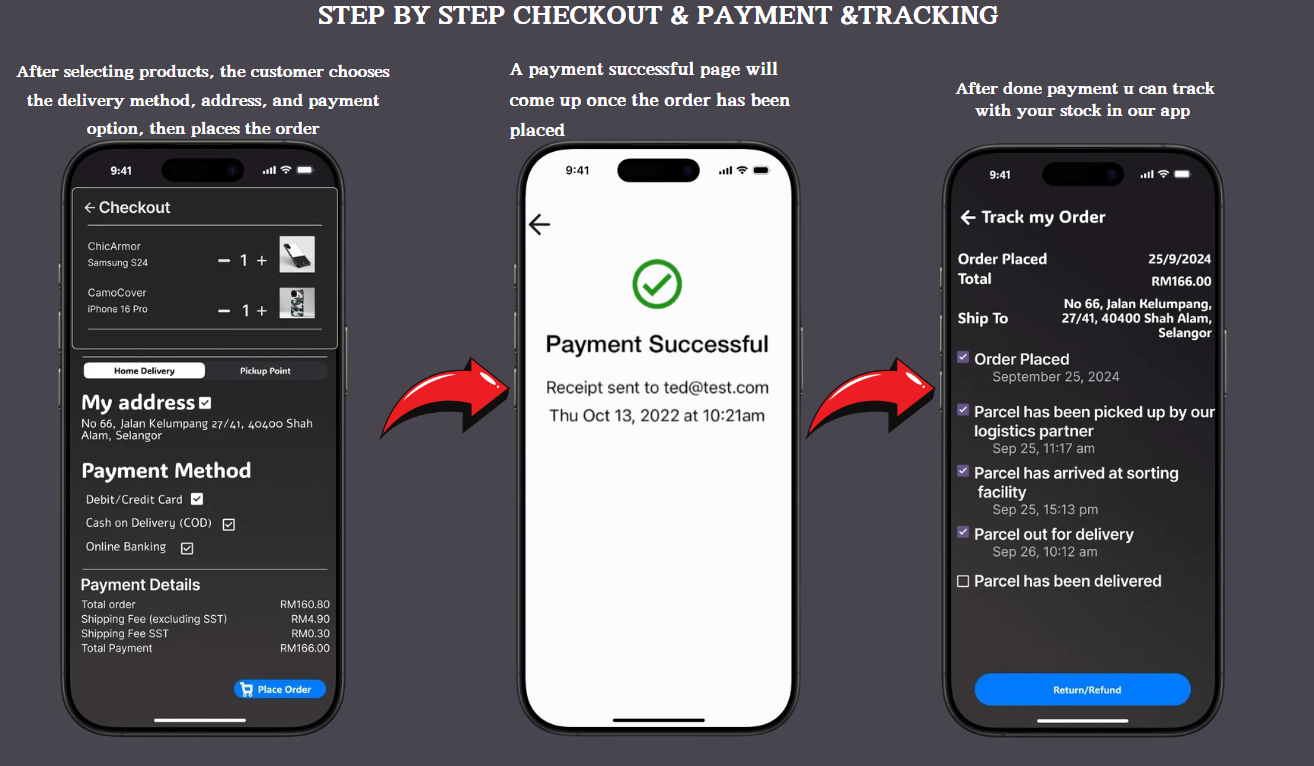 STEP BY STEP CHECKOUT & PAYMENT &TRACKING
After selecting products, the customer chooses
the delivery method, address, and payment
option, then places the order
9:41
← Checkout
ChicArmor
Samsung S24
− 1 +
CamoCover
iPhone 16 Pro
− 1 +
Home Delivery
Pickup Point
My address
No 66, Jalan Kelumpang 27/41, 40400 Shah
Alam, Selangor
Payment Method
Debit/Credit Card
Cash on Delivery (COD)
Online Banking
Payment Details
Total order RM160.80
Shipping Fee (excluding SST) RM4.90
Shipping Fee SST RM0.30
Total Payment RM166.00
Place Order
A payment successful page will
come up once the order has been
placed
9:41
Payment Successful
Receipt sent to ted@test.com
Thu Oct 13, 2022 at 10:21am
After done payment u can track
with your stock in our app
9:41
← Track my Order
Order Placed 25/9/2024
Total RM166.00
Ship To
No 66, Jalan Kelumpang,
27/41, 40400 Shah Alam,
Selangor
Order Placed
September 25, 2024
Parcel has been picked up by our
logistics partner
Sep 25, 11:17 am
Parcel has arrived at sorting
facility
Sep 25, 15:13 pm
Parcel out for delivery
Sep 26, 10:12 am
Parcel has been delivered
Return/Refund